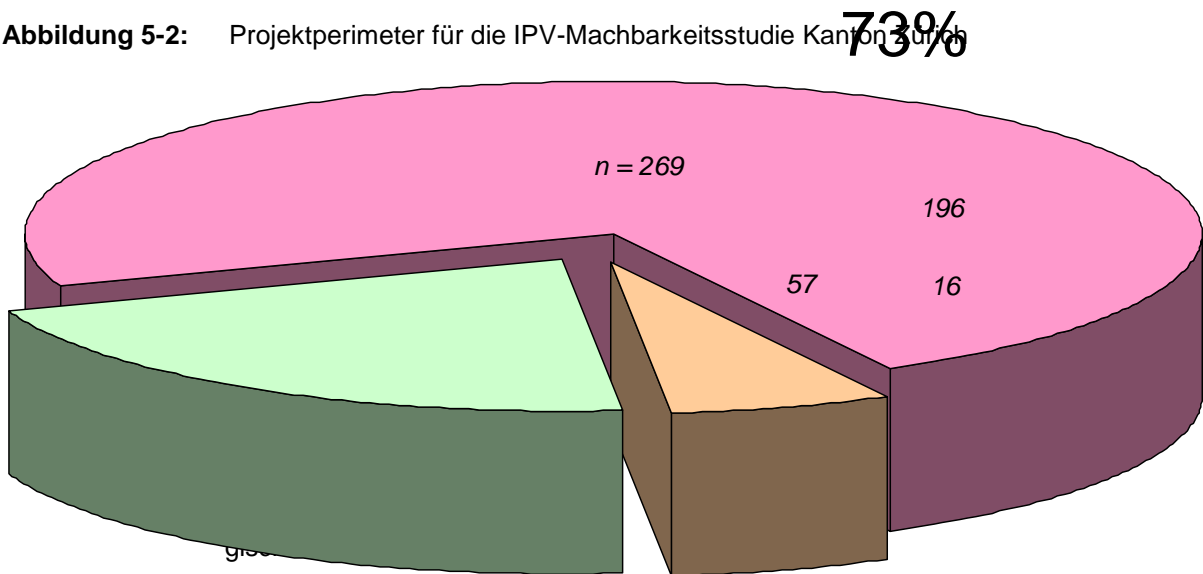 73%
Abbildung 5-2: Projektperimeter für die IPV-Machbarkeitsstudie Kanton Zürich
n = 269
196
57 16